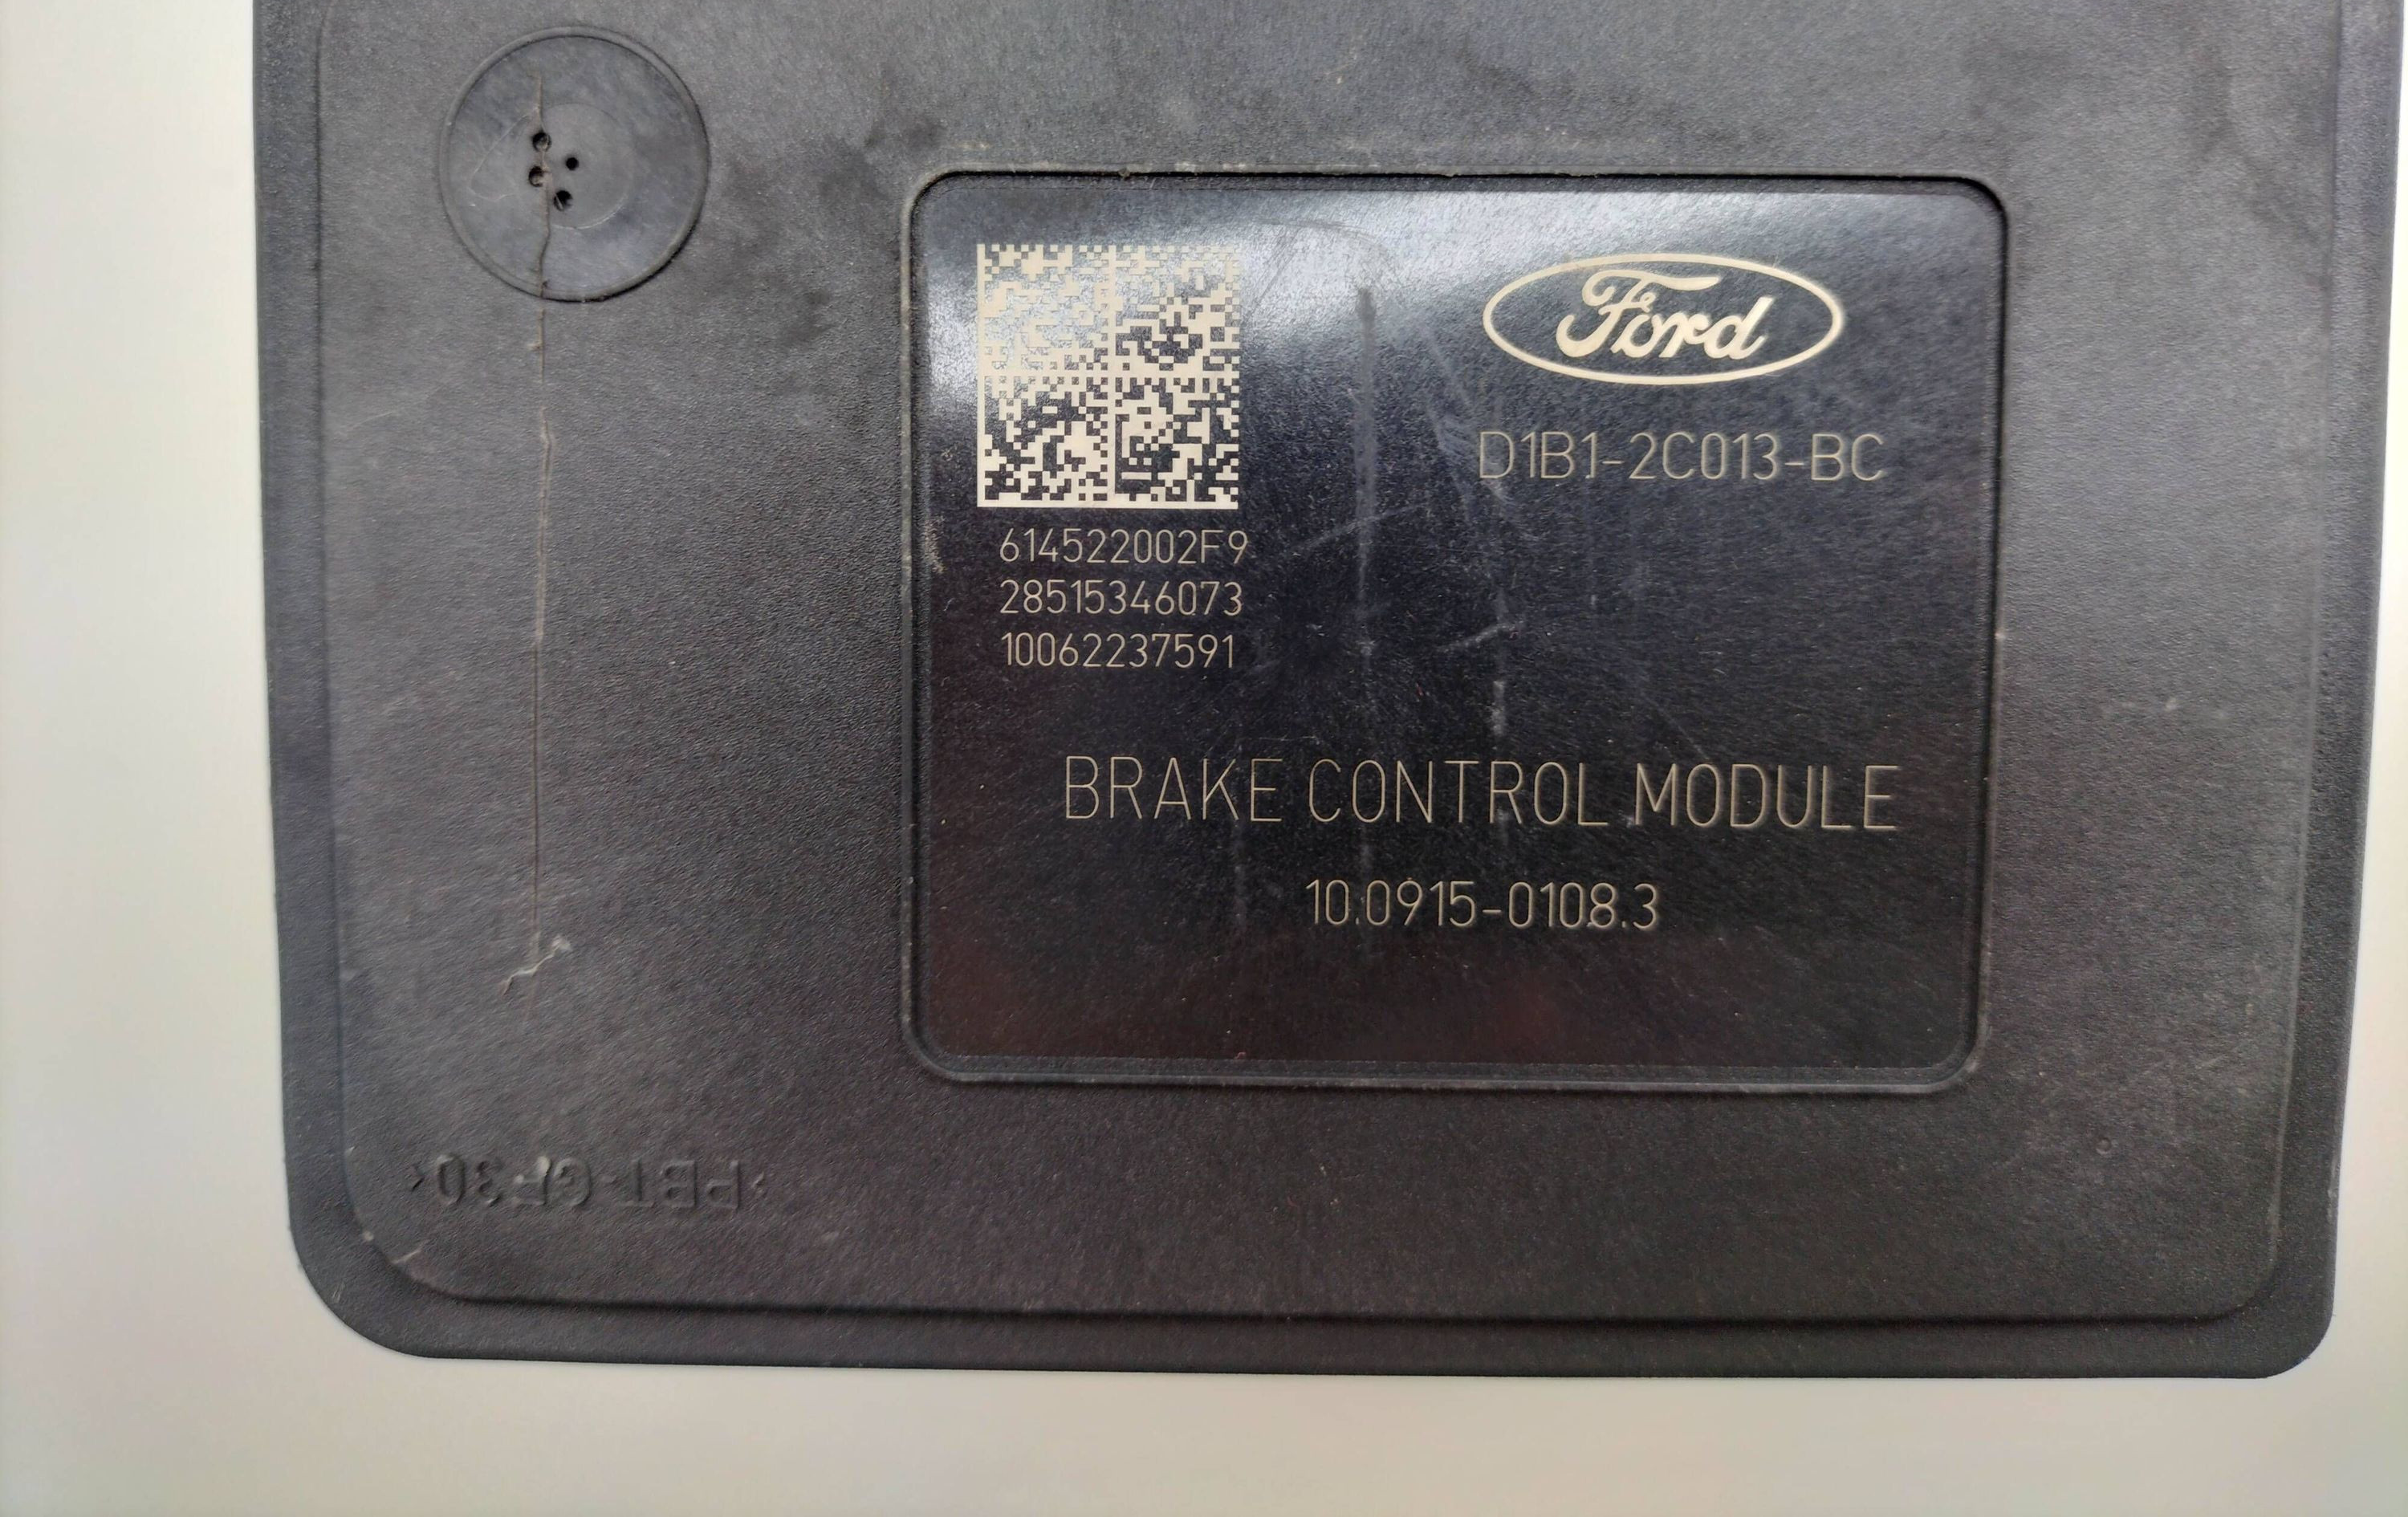 Ford
D1B1-2C013-BC
614522002F9
28515346073
10062237591
BRAKE CONTROL MODULE
10.0915-0108.3
>PBT-GF30<